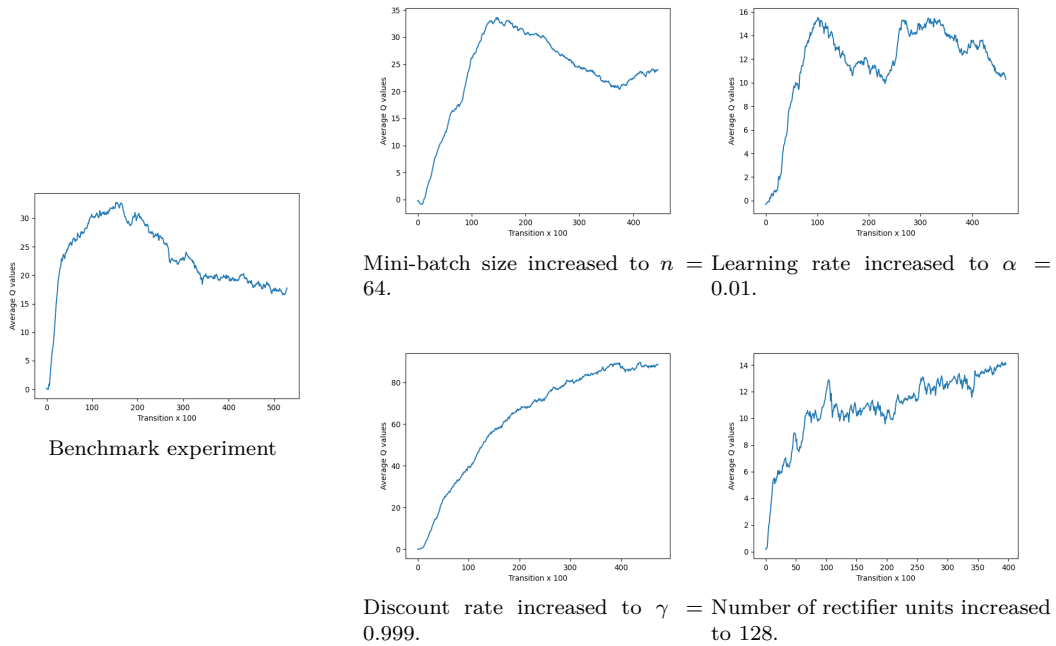 35
30
25
20
15
10
5
0
Average Q values
0 100 200 300 400
Transition x 100
Mini-batch size increased to n =
64.
16
14
12
10
8
6
4
2
0
Average Q values
0 100 200 300 400
Transition x 100
Learning rate increased to α =
0.01.
30
25
20
15
10
5
0
Average Q values
0 100 200 300 400 500
Transition x 100
Benchmark experiment
80
60
40
20
0
Average Q values
0 100 200 300 400
Transition x 100
Discount rate increased to γ =
0.999.
14
12
10
8
6
4
2
0
Average Q values
0 50 100 150 200 250 300 350 400
Transition x 100
Number of rectifier units increased
to 128.